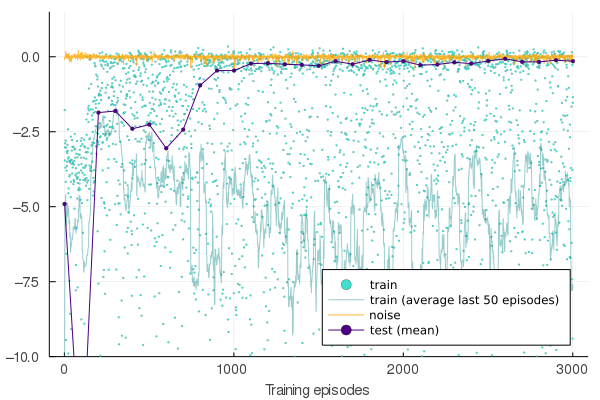 0.0
−2.5
−5.0
−7.5
−10.0
0
1000
2000
3000
Training episodes
train
train (average last 50 episodes)
noise
test (mean)